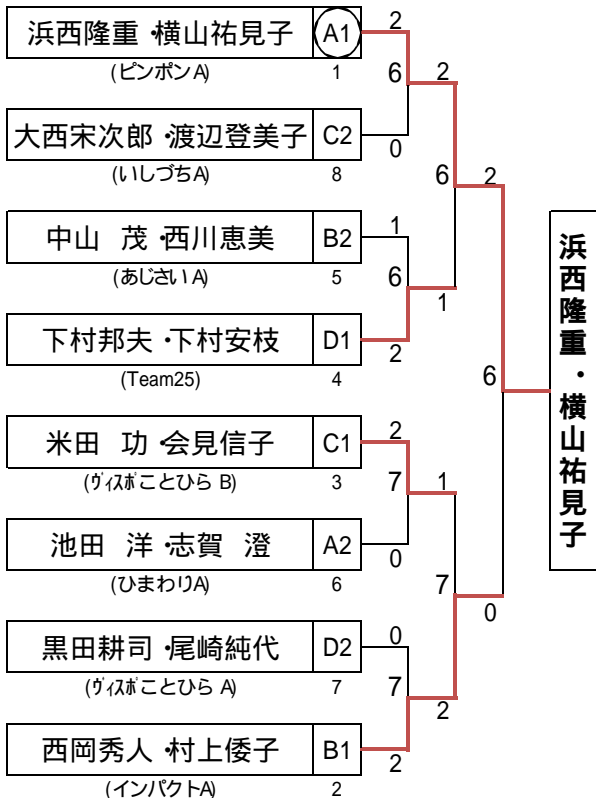 浜西隆重・横山祐見子 A1
(ピンポンA) 1
大西宋次郎・渡辺登美子 C2
(いしづちA) 8
中山 茂・西川恵美 B2
(あじさいA) 5
下村邦夫・下村安枝 D1
(Team25) 4
米田 功・会見信子 C1
(ヴィスポことひら B) 3
池田 洋・志賀 澄 A2
(ひまわりA) 6
黒田耕司・尾崎純代 D2
(ヴィスポことひら A) 7
西岡秀人・村上倭子 B1
(インパクトA) 2
2
6
0
1
6
2
2
7
0
0
7
2
2
6
1
1
7
2
2
6
0
浜西隆重・横山祐見子